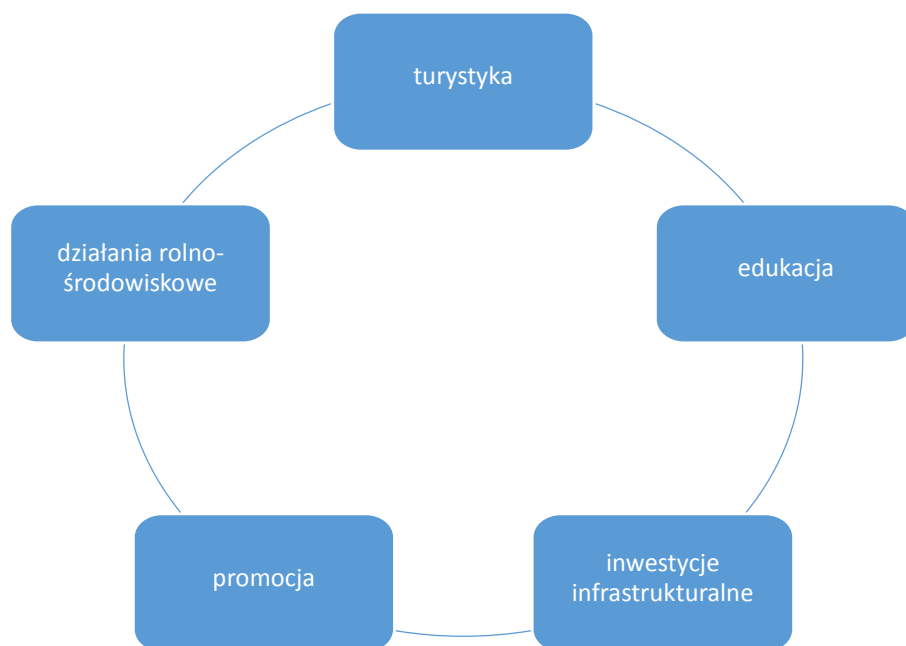 turystyka
edukacja
inwestycje
infrastrukturalne
promocja
działania rolno-
środowiskowe